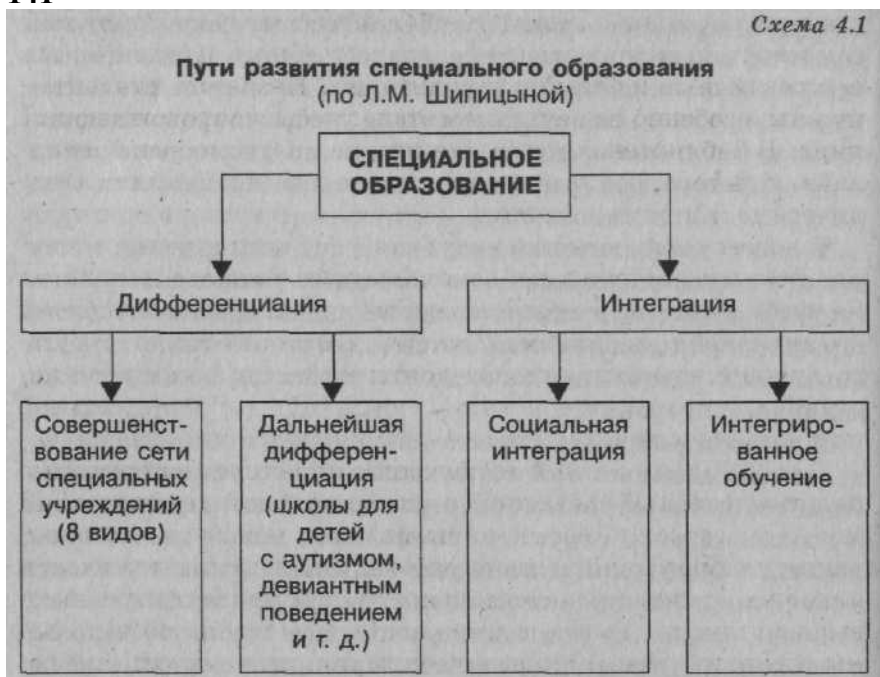 Схема 4.1
Пути развития специального образования
(по Л.М. Шипицыной)
СПЕЦИАЛЬНОЕ
ОБРАЗОВАНИЕ
Дифференциация
Интеграция
Совершенст-
вование сети
специальных
учреждений
(8 видов)
Дальнейшая
дифферен-
циация
(школы для
детей
с аутизмом,
девиантным
поведением
и т. д.)
Социальная
интеграция
Интегриро-
ванное
обучение